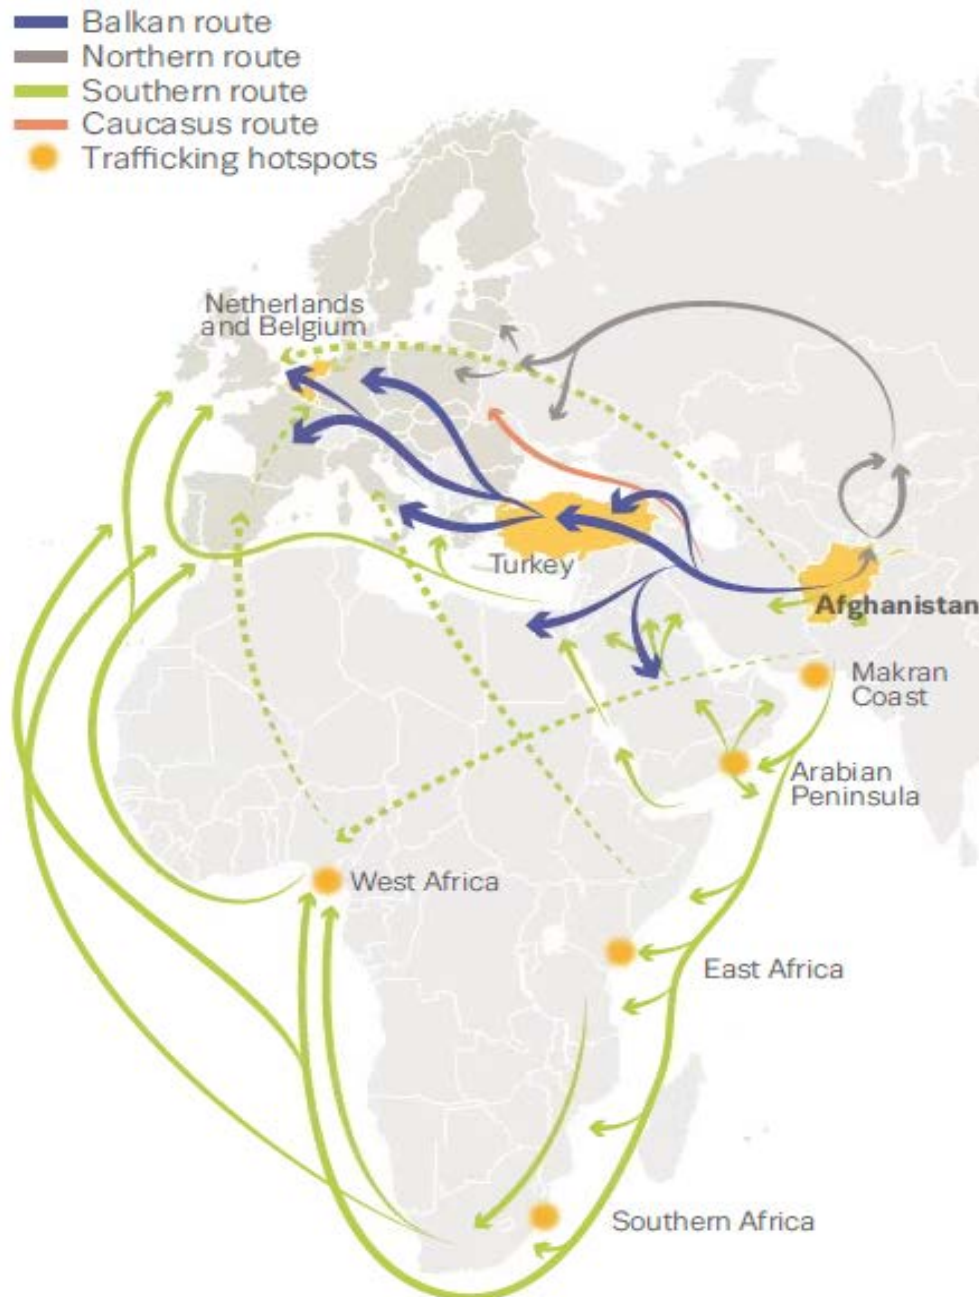 Balkan route
Northern route
Southern route
Caucasus route
Trafficking hotspots
Netherlands
and Belgium
Turkey
Afghanistan
Makran
Coast
Arabian
Peninsula
West Africa
East Africa
Southern Africa